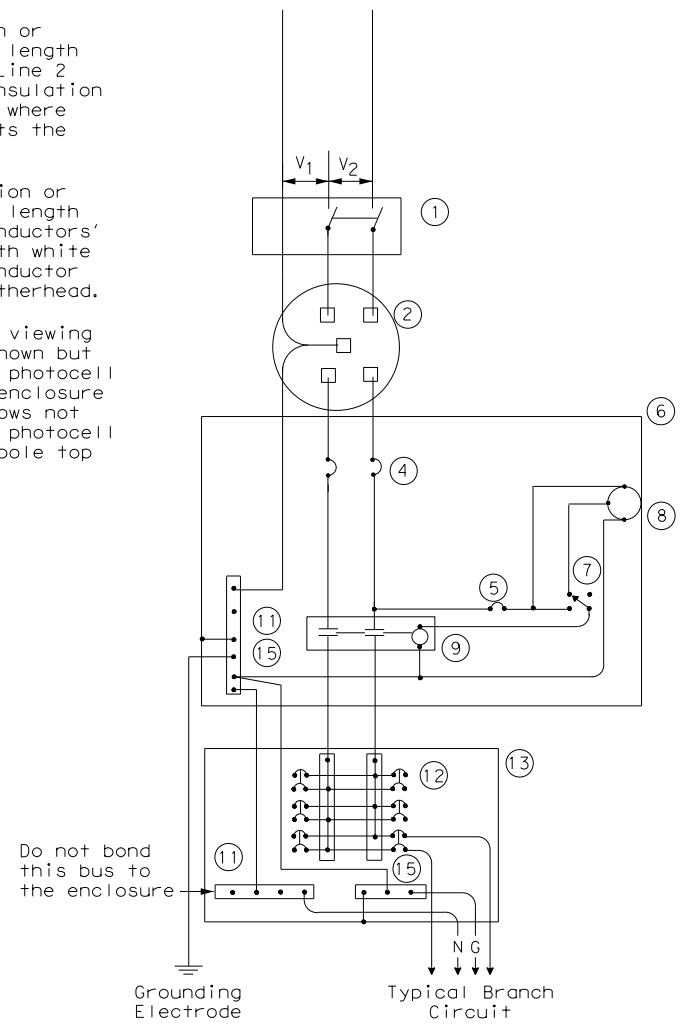 n or
length
Line 2
nsulation
where
ts the
ion or
length
nductors'
th white
nductor
therhead.
viewing
hown but
photocell
enclosure
ows not
photocell
pole top
V1 V2
1
2
6
4
8
5
7
11
15
9
13
12
Do not bond
this bus to
the enclosure
11
15
N G
Grounding
Electrode
Typical Branch
Circuit